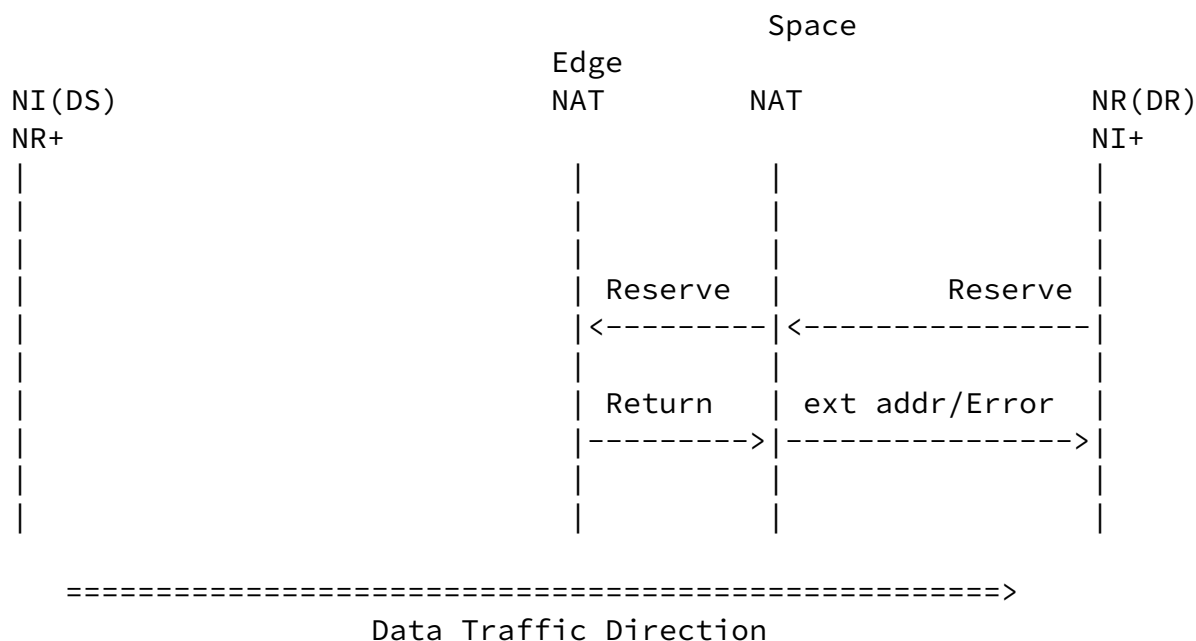 Space
Edge
NI(DS) NAT NAT NR(DR)
NR+ NI+
Reserve Reserve
Return ext addr/Error
Data Traffic Direction